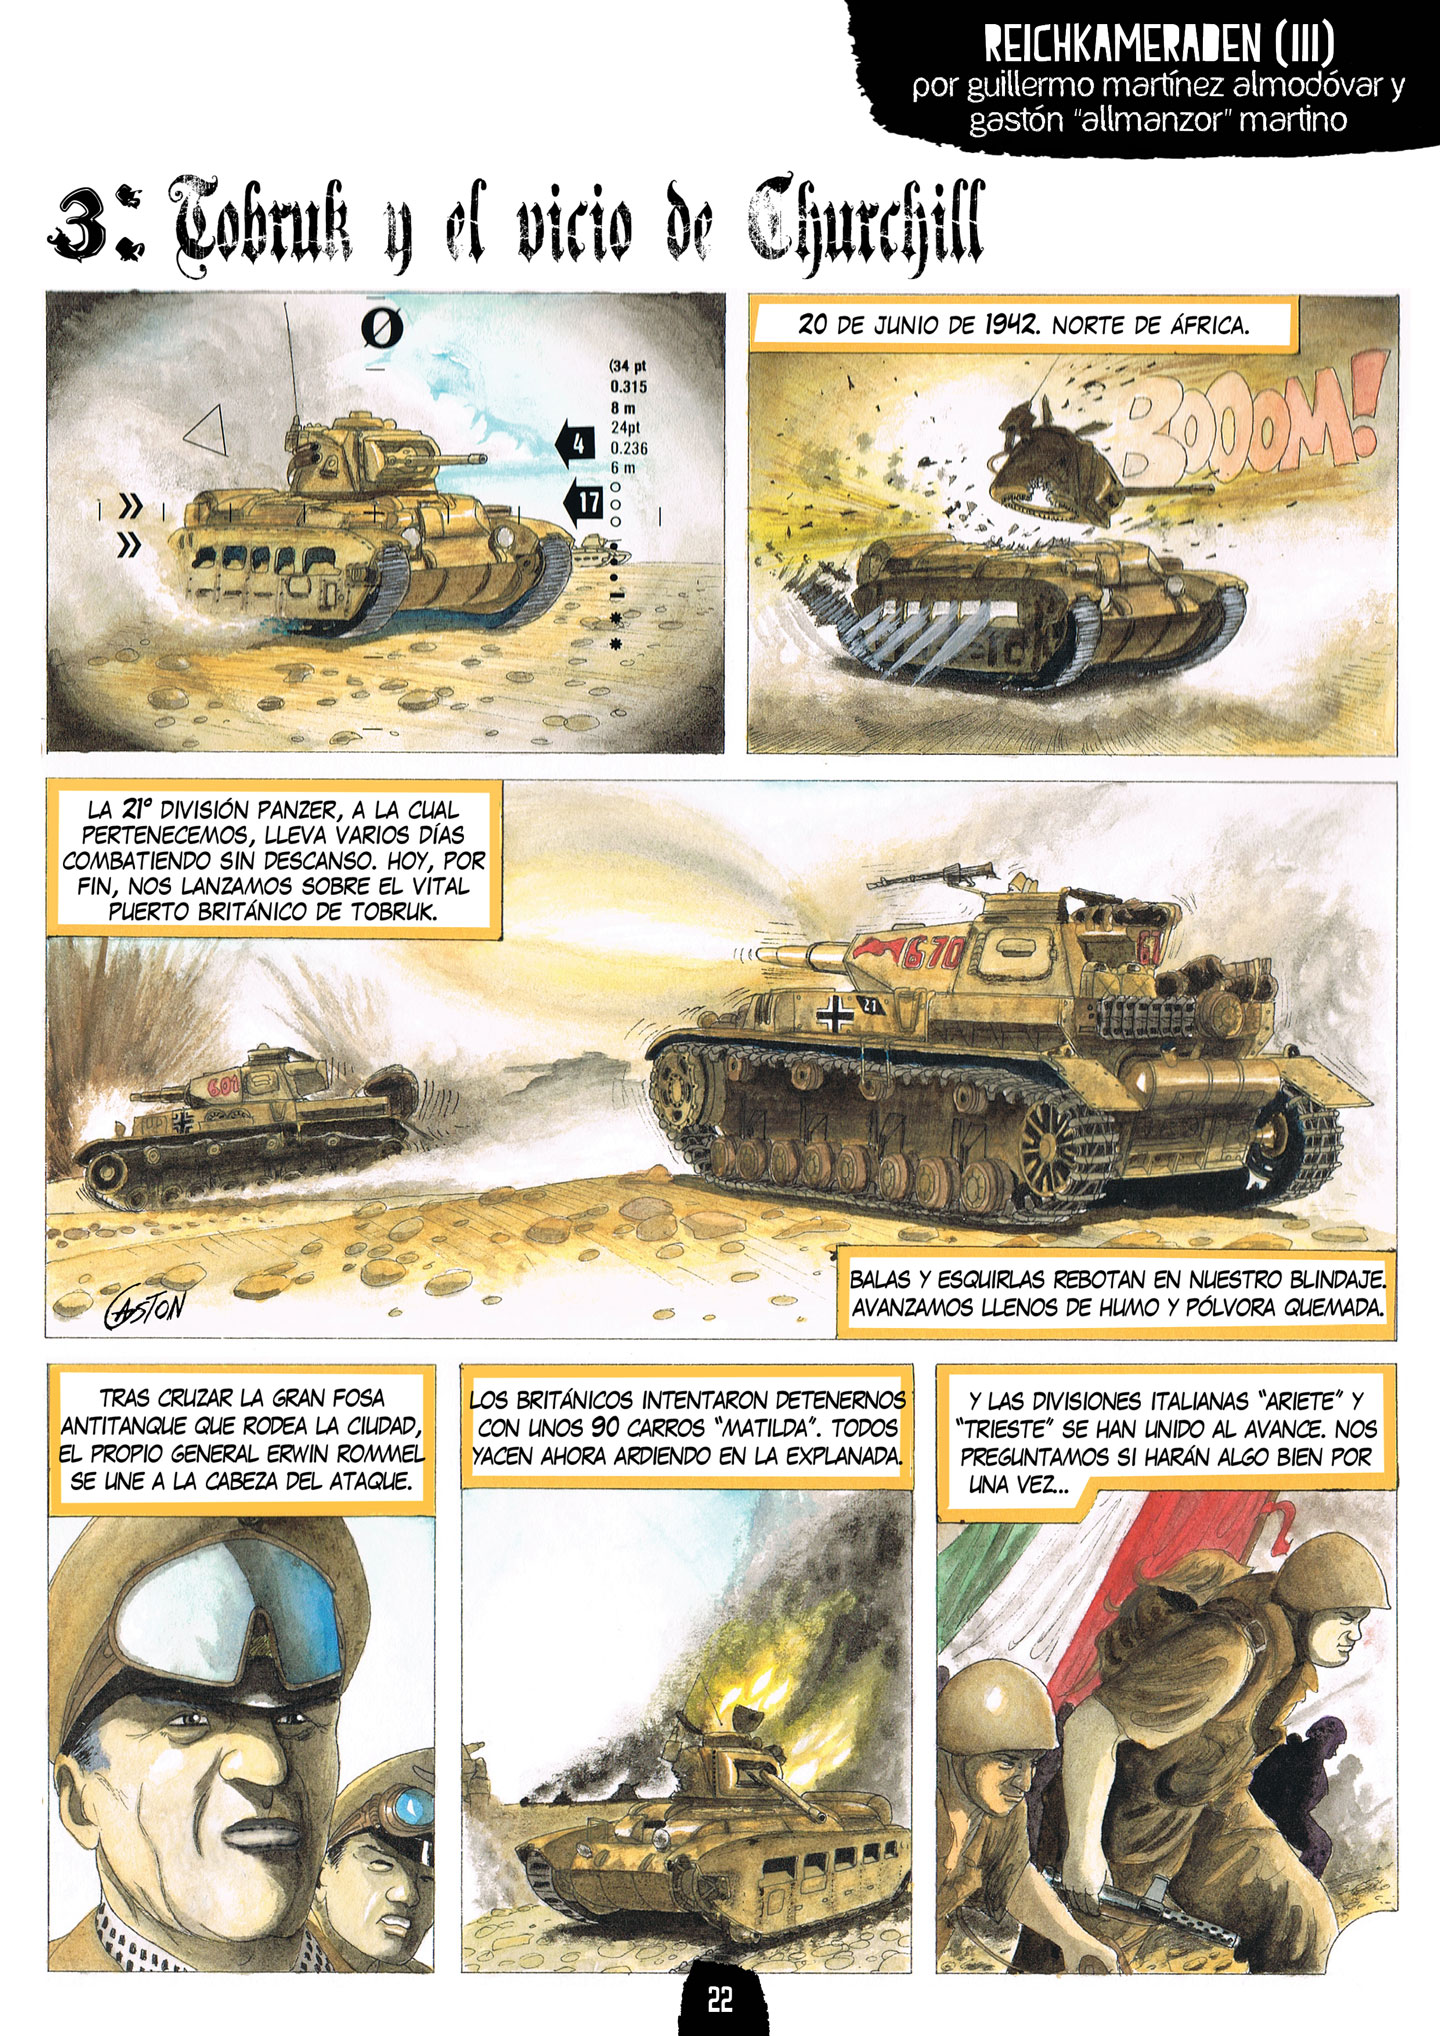 REICHKAMERADEN (III)
por guillermo martínez almodóvar y
gastón "allmanzor" martino
3: Tobruk y el vicio de Churchill
Ø
(34 pt
0.315
8 m
24pt
0.236
6 m
4
17
20 DE JUNIO DE 1942. NORTE DE ÁFRICA.
BOOOM!
LA 21º DIVISIÓN PANZER, A LA CUAL
PERTENECEMOS, LLEVA VARIOS DÍAS
COMBATIENDO SIN DESCANSO. HOY, POR
FIN, NOS LANZAMOS SOBRE EL VITAL
PUERTO BRITÁNICO DE TOBRUK.
670
67
21
601
GASTON
BALAS Y ESQUIRLAS REBOTAN EN NUESTRO BLINDAJE.
AVANZAMOS LLENOS DE HUMO Y PÓLVORA QUEMADA.
TRAS CRUZAR LA GRAN FOSA
ANTITANQUE QUE RODEA LA CIUDAD,
EL PROPIO GENERAL ERWIN ROMMEL
SE UNE A LA CABEZA DEL ATAQUE.
LOS BRITÁNICOS INTENTARON DETENERNOS
CON UNOS 90 CARROS "MATILDA". TODOS
YACEN AHORA ARDIENDO EN LA EXPLANADA.
Y LAS DIVISIONES ITALIANAS "ARIETE" Y
"TRIESTE" SE HAN UNIDO AL AVANCE. NOS
PREGUNTAMOS SI HARÁN ALGO BIEN POR
UNA VEZ...
22